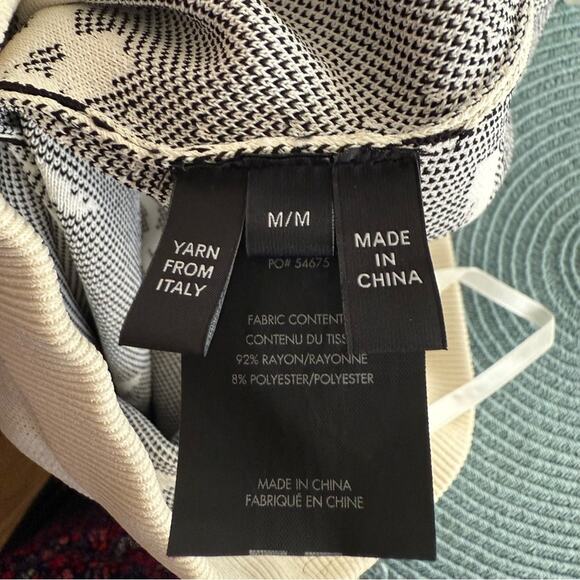 YARN
FROM
ITALY
M/M
MADE
IN
CHINA
PO# 54675
FABRIC CONTENT
CONTENU DU TISS
92% RAYON/RAYONNE
8% POLYESTER/POLYESTER
MADE IN CHINA
FABRIQUÉ EN CHINE